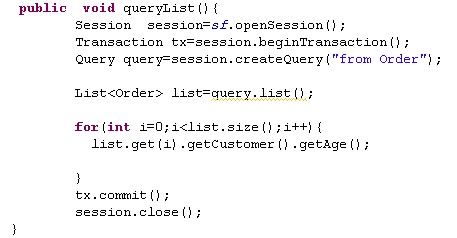 public  void queryList(){
Session  session=sf.openSession();
Transaction tx=session.beginTransaction();
Query query=session.createQuery("from Order");
List<Order> list=query.list();
for(int i=0;i<list.size();i++){
list.get(i).getCustomer().getAge();
}
tx.commit();
session.close();
}